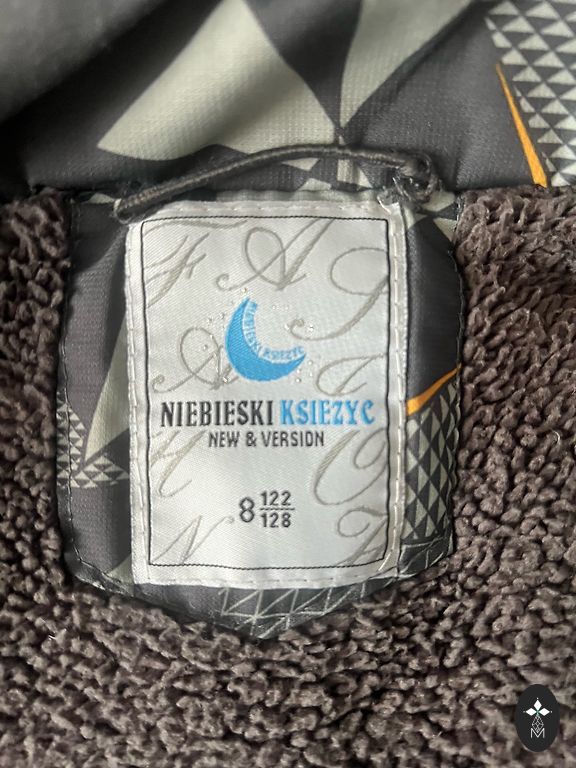 F A G
NIEBIESKI KSIEZYC
NIEBIESKI KSIEZYC
NEW & VERSION
8 122
128
M